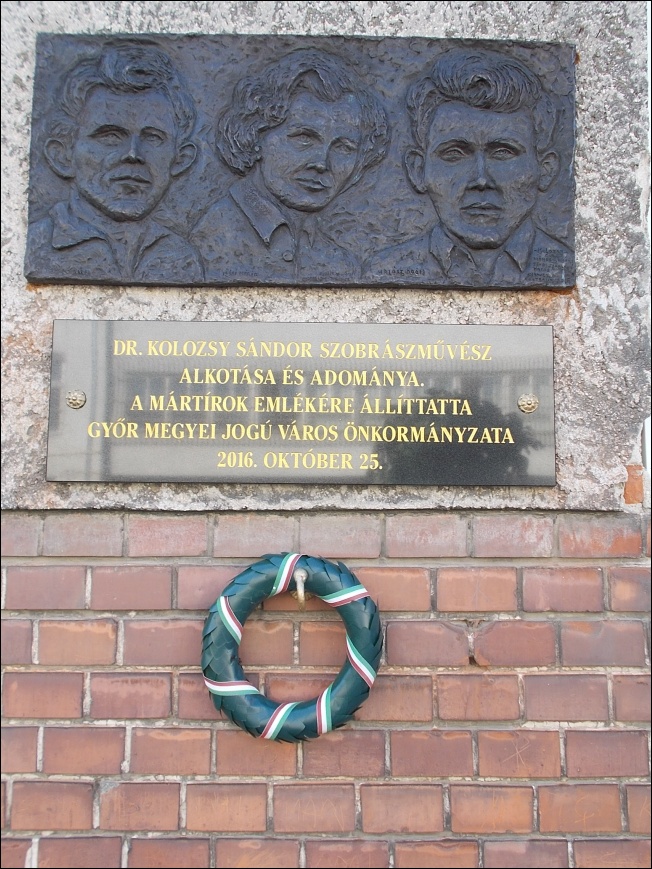 DR. KOLOZSY SÁNDOR SZOBRÁSZMŰVÉSZ
ALKOTÁSA ÉS ADOMÁNYA.
A MÁRTÍROK EMLÉKÉRE ÁLLÍTTATTA
GYŐR MEGYEI JOGÚ VÁROS ÖNKORMÁNYZATA
2016. OKTÓBER 25.